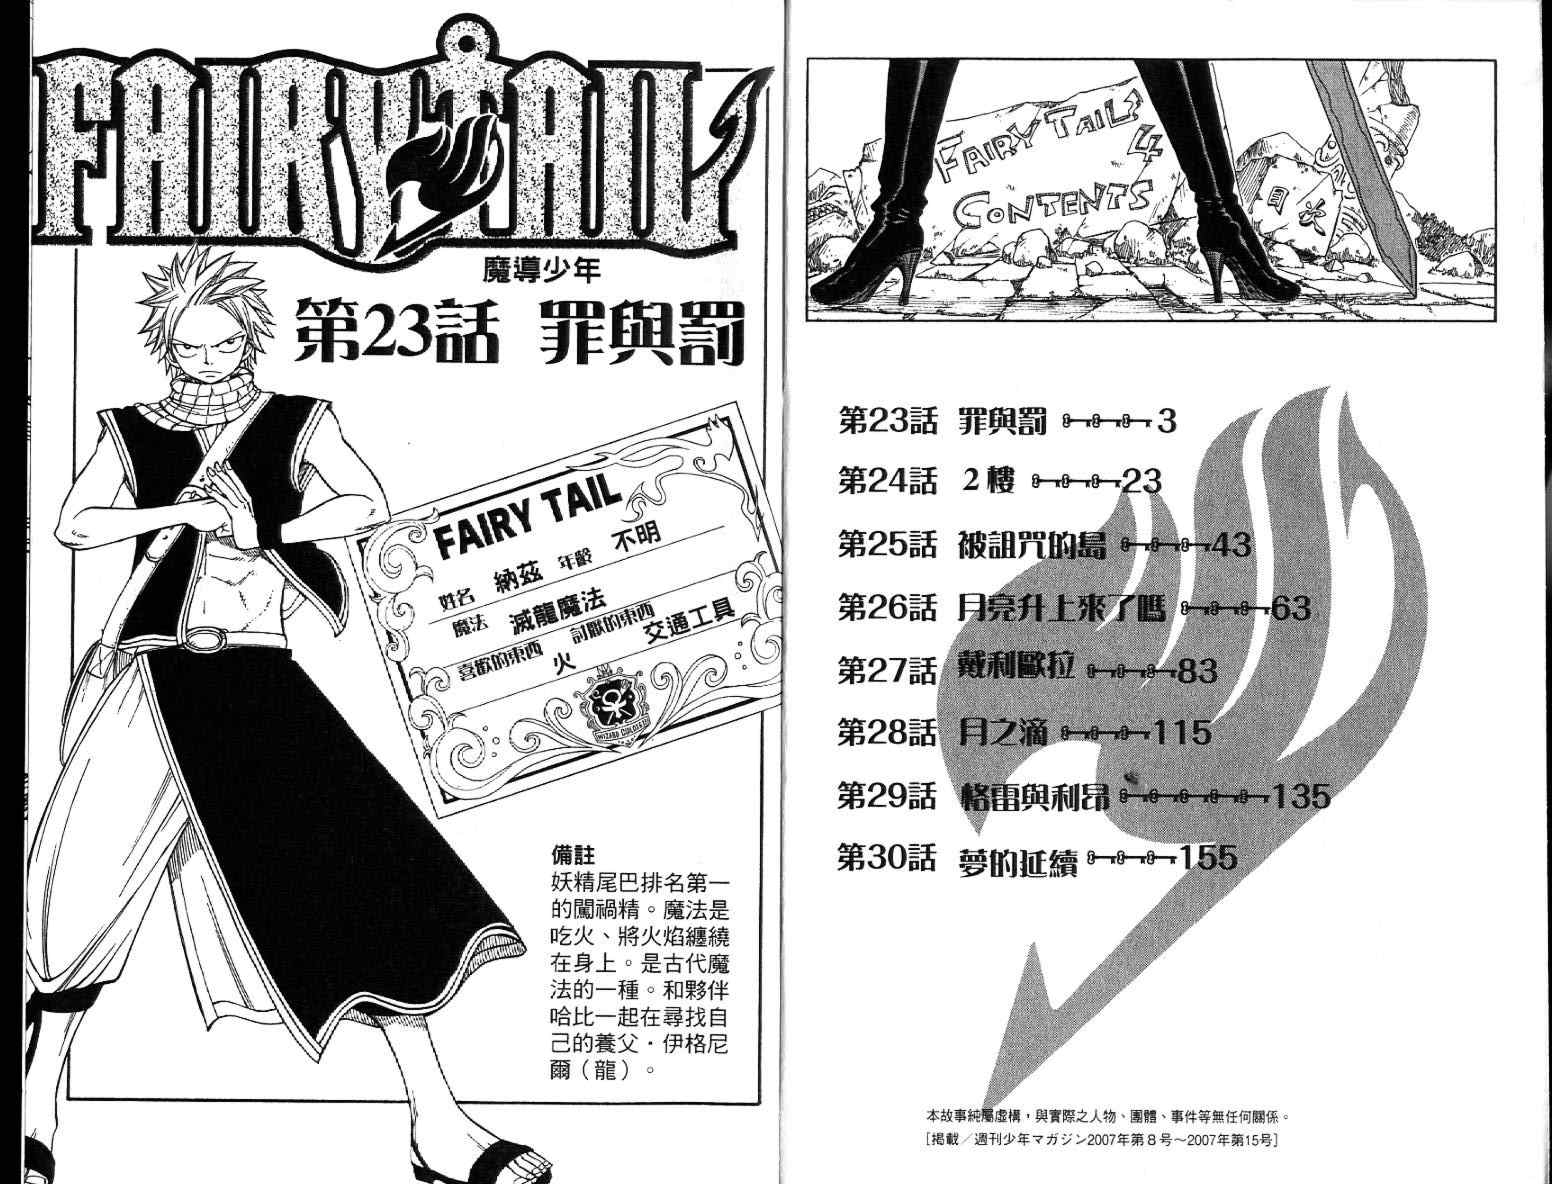 FAIRY TAIL 4
CONTENTS
目次
第23話 罪與罰 3
第24話 2樓 23
第25話 被詛咒的島 43
第26話 月亮升上來了嗎 63
第27話 戴利歐拉 83
第28話 月之滴 115
第29話 格雷與利昂 135
第30話 夢的延續 155
本故事純屬虛構，與實際之人物、團體、事件等無任何關係。
[掲載／週刊少年マガジン2007年第8号～2007年第15号]
FAIRY TAIL
魔導少年
第23話 罪與罰
FAIRY TAIL
姓名 納茲 年齡 不明
魔法 滅龍魔法
喜歡的東西 火 討厭的東西 交通工具
WIZARD GUILDER
備註
妖精尾巴排名第一
的闖禍精。魔法是
吃火、將火焰纏繞
在身上。是古代魔
法的一種。和夥伴
哈比一起在尋找自
己的養父・伊格尼
爾（龍）。